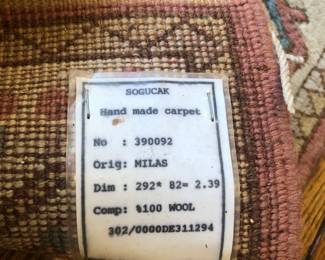 SOGUCAK
Hand made carpet
No : 390092
Orig: MILAS
Dim : 292* 82= 2.39
Comp: %100 WOOL
302/0000DE311294